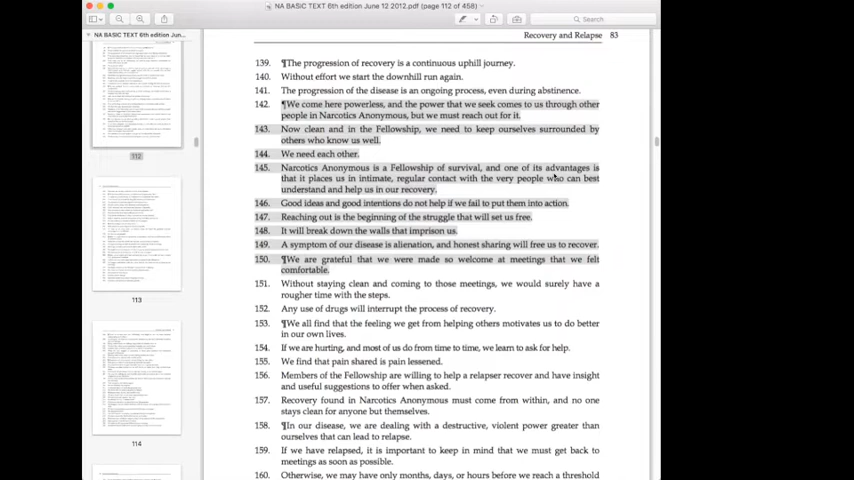 NA BASIC TEXT 6th edition June 12 2012.pdf (page 112 of 458)
Search
NA BASIC TEXT 6th edition Jun...
112
113
114
Recovery and Relapse 83
139. ¶The progression of recovery is a continuous uphill journey.
140. Without effort we start the downhill run again.
141. The progression of the disease is an ongoing process, even during abstinence.
142. ¶We come here powerless, and the power that we seek comes to us through other
people in Narcotics Anonymous, but we must reach out for it.
143. Now clean and in the Fellowship, we need to keep ourselves surrounded by
others who know us well.
144. We need each other.
145. Narcotics Anonymous is a Fellowship of survival, and one of its advantages is
that it places us in intimate, regular contact with the very people who can best
understand and help us in our recovery.
146. Good ideas and good intentions do not help if we fail to put them into action.
147. Reaching out is the beginning of the struggle that will set us free.
148. It will break down the walls that imprison us.
149. A symptom of our disease is alienation, and honest sharing will free us to recover.
150. ¶We are grateful that we were made so welcome at meetings that we felt
comfortable.
151. Without staying clean and coming to those meetings, we would surely have a
rougher time with the steps.
152. Any use of drugs will interrupt the process of recovery.
153. ¶We all find that the feeling we get from helping others motivates us to do better
in our own lives.
154. If we are hurting, and most of us do from time to time, we learn to ask for help.
155. We find that pain shared is pain lessened.
156. Members of the Fellowship are willing to help a relapser recover and have insight
and useful suggestions to offer when asked.
157. Recovery found in Narcotics Anonymous must come from within, and no one
stays clean for anyone but themselves.
158. ¶In our disease, we are dealing with a destructive, violent power greater than
ourselves that can lead to relapse.
159. If we have relapsed, it is important to keep in mind that we must get back to
meetings as soon as possible.
160. Otherwise, we may have only months, days, or hours before we reach a threshold